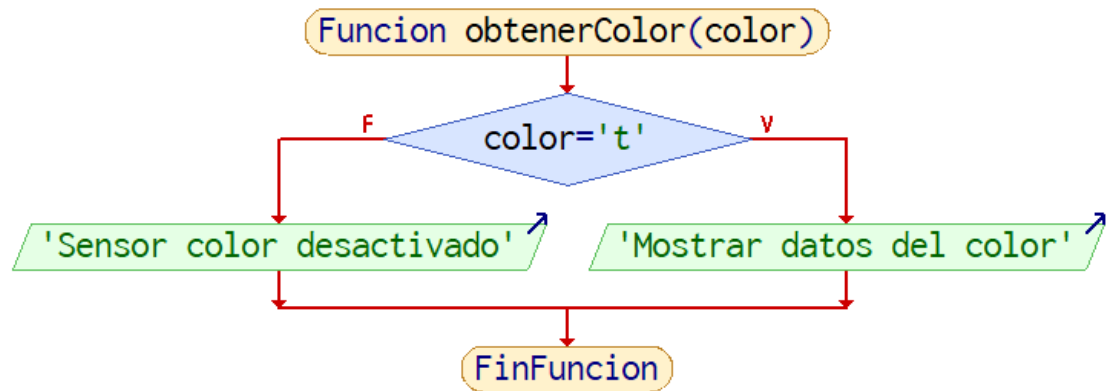 Funcion obtenerColor(color)
F
color='t'
V
'Sensor color desactivado'
'Mostrar datos del color'
FinFuncion